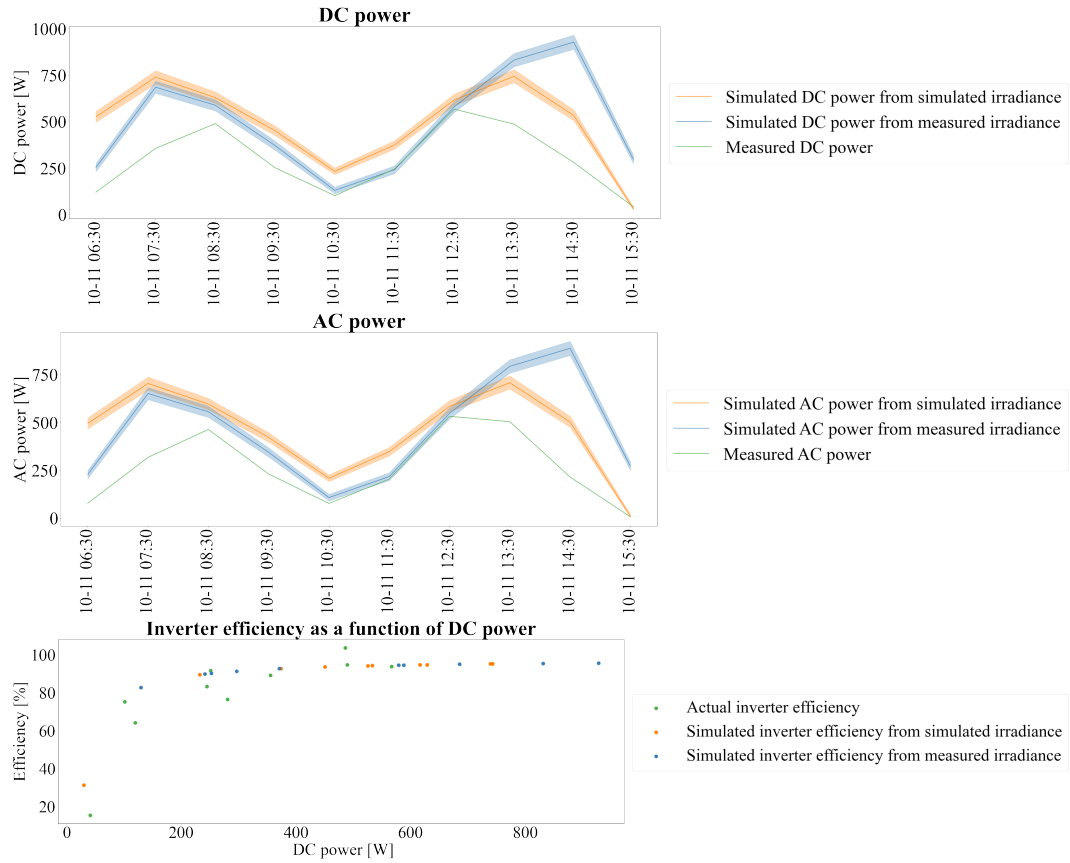 DC power
1000
750
500
250
0
DC power [W]
10-11 06:30
10-11 07:30
10-11 08:30
10-11 09:30
10-11 10:30
10-11 11:30
10-11 12:30
10-11 13:30
10-11 14:30
10-11 15:30
Simulated DC power from simulated irradiance
Simulated DC power from measured irradiance
Measured DC power
AC power
750
500
250
0
AC power [W]
10-11 06:30
10-11 07:30
10-11 08:30
10-11 09:30
10-11 10:30
10-11 11:30
10-11 12:30
10-11 13:30
10-11 14:30
10-11 15:30
Simulated AC power from simulated irradiance
Simulated AC power from measured irradiance
Measured AC power
Inverter efficiency as a function of DC power
100
80
60
40
20
Efficiency [%]
0
200
400
600
800
DC power [W]
Actual inverter efficiency
Simulated inverter efficiency from simulated irradiance
Simulated inverter efficiency from measured irradiance